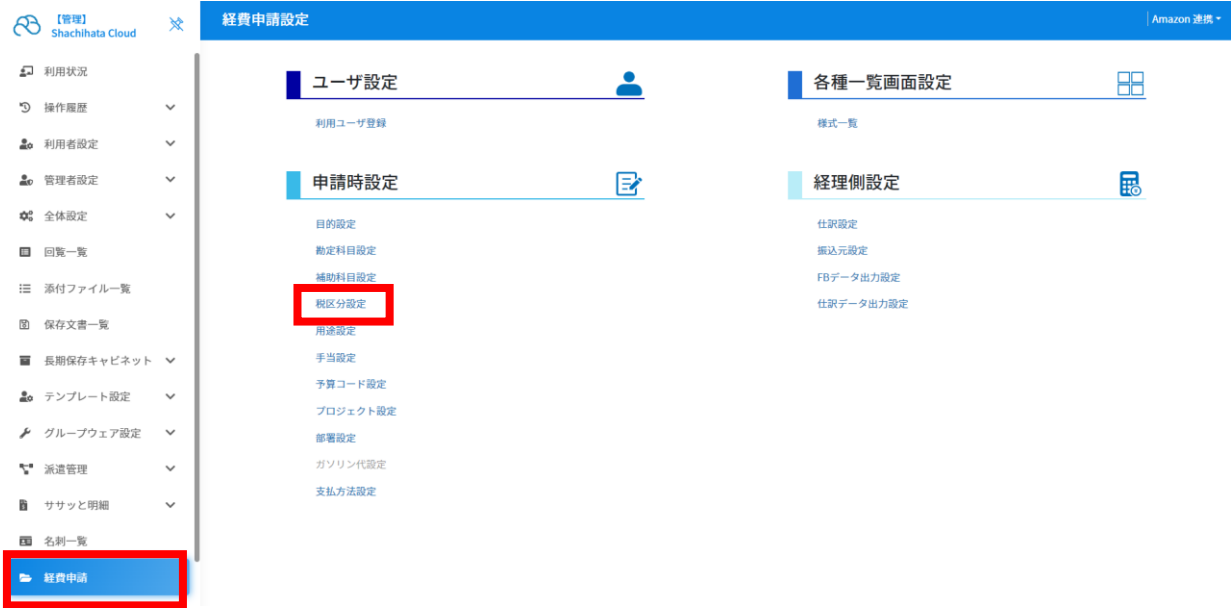 【管理】
Shachihata Cloud
利用状況
操作履歴
利用者設定
管理者設定
全体設定
回覧一覧
添付ファイル一覧
保存文書一覧
長期保存キャビネット
テンプレート設定
グループウェア設定
派遣管理
ササッと明細
名刺一覧
経費申請
経費申請設定
Amazon 連携
ユーザ設定
利用ユーザ登録
各種一覧画面設定
様式一覧
申請時設定
目的設定
勘定科目設定
補助科目設定
税区分設定
用途設定
手当設定
予算コード設定
プロジェクト設定
部署設定
ガソリン代設定
支払方法設定
経理側設定
仕訳設定
振込元設定
FBデータ出力設定
仕訳データ出力設定